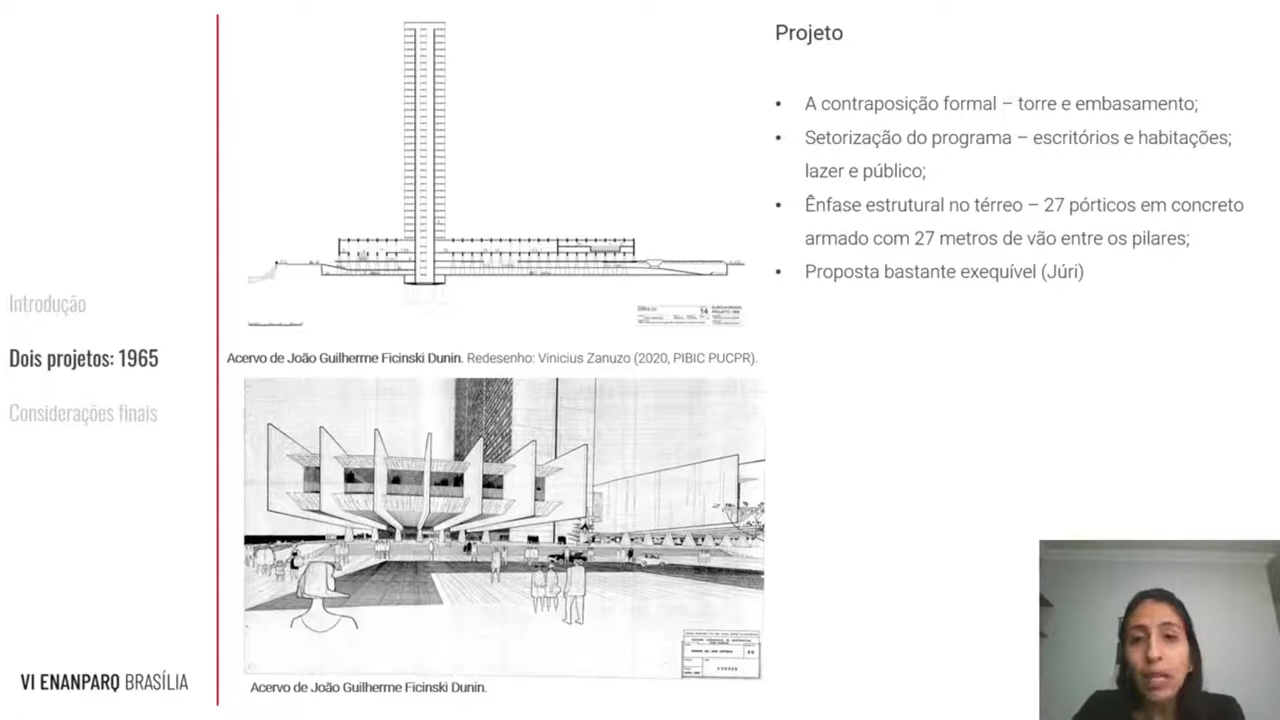 Projeto
• A contraposição formal – torre e embasamento;
• Setorização do programa – escritórios e habitações;
lazer e público;
• Ênfase estrutural no térreo – 27 pórticos em concreto
armado com 27 metros de vão entre os pilares;
• Proposta bastante exequível (Júri)
Introdução
Dois projetos: 1965
Considerações finais
14
Acervo de João Guilherme Ficinski Dunin. Redesenho: Vinicius Zanuzo (2020, PIBIC PUCPR).
Acervo de João Guilherme Ficinski Dunin.
VI ENANPARQ BRASÍLIA